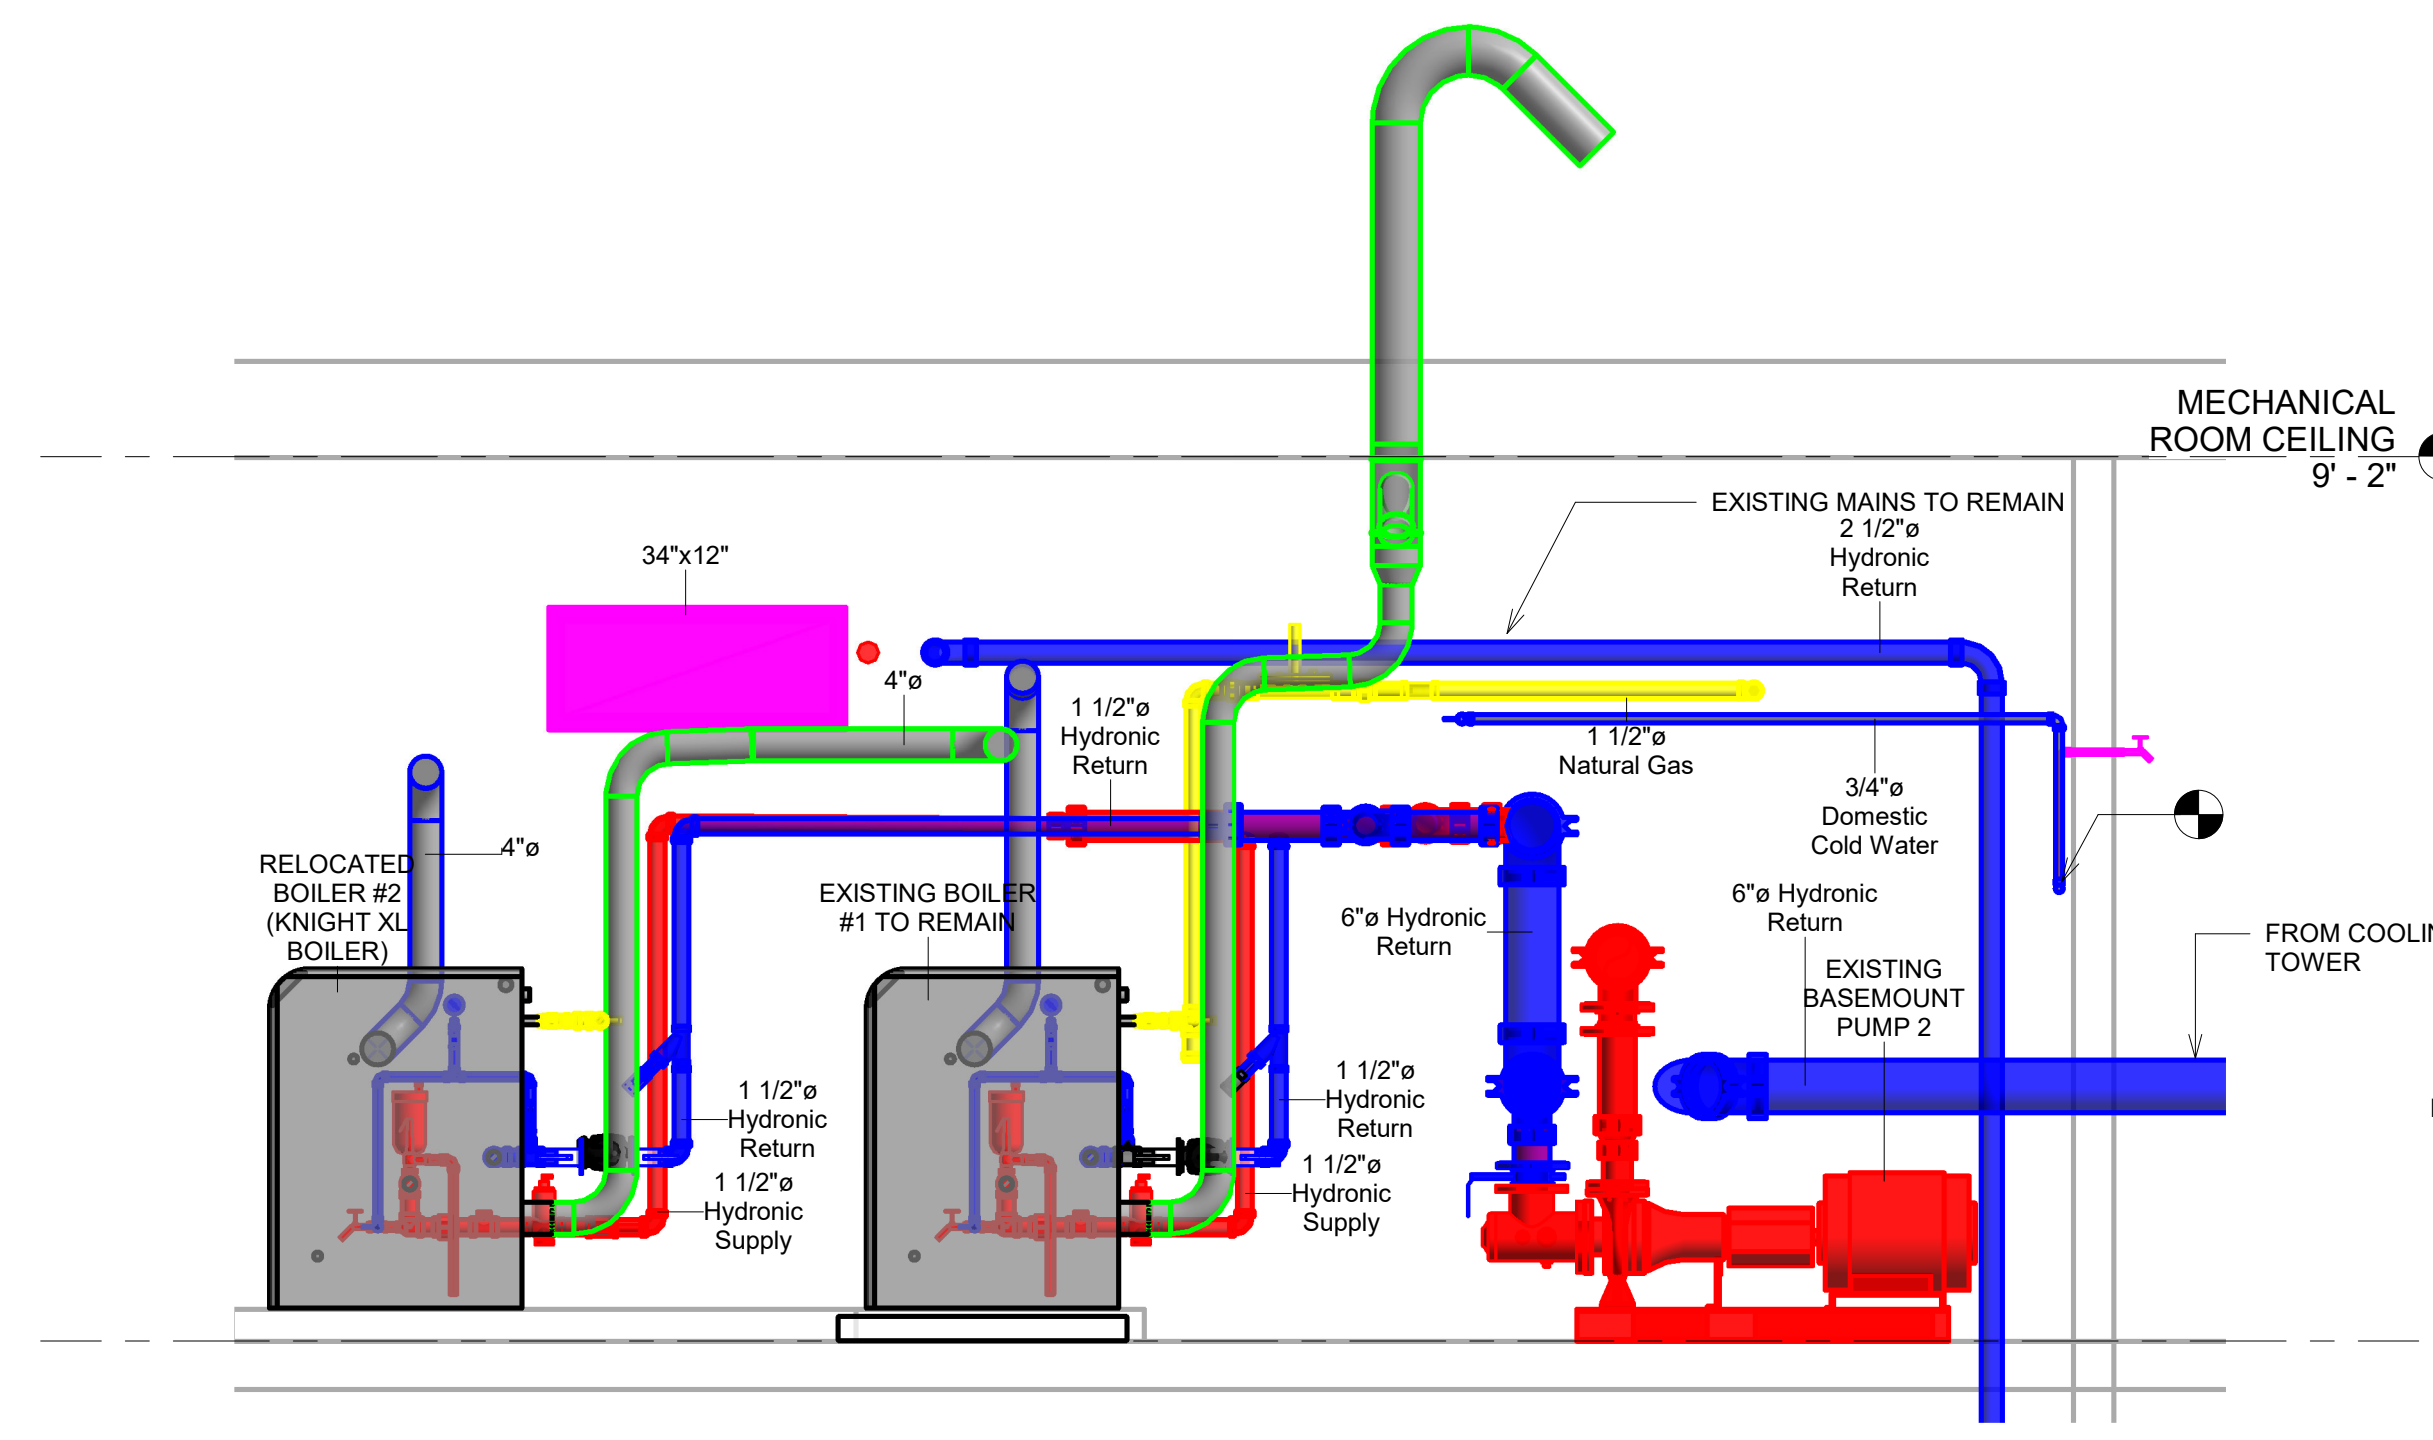 MECHANICAL
ROOM CEILING
9' - 2"
EXISTING MAINS TO REMAIN
2 1/2"ø
Hydronic
Return
34"x12"
4"ø
1 1/2"ø
Hydronic
Return
1 1/2"ø
Natural Gas
3/4"ø
Domestic
Cold Water
4"ø
RELOCATED
BOILER #2
(KNIGHT XL
BOILER)
EXISTING BOILER
#1 TO REMAIN
6"ø Hydronic
Return
6"ø Hydronic
Return
FROM COOLIN
TOWER
EXISTING
BASEMOUNT
PUMP 2
1 1/2"ø
Hydronic
Return
1 1/2"ø
Hydronic
Supply
1 1/2"ø
Hydronic
Return
1 1/2"ø
Hydronic
Supply